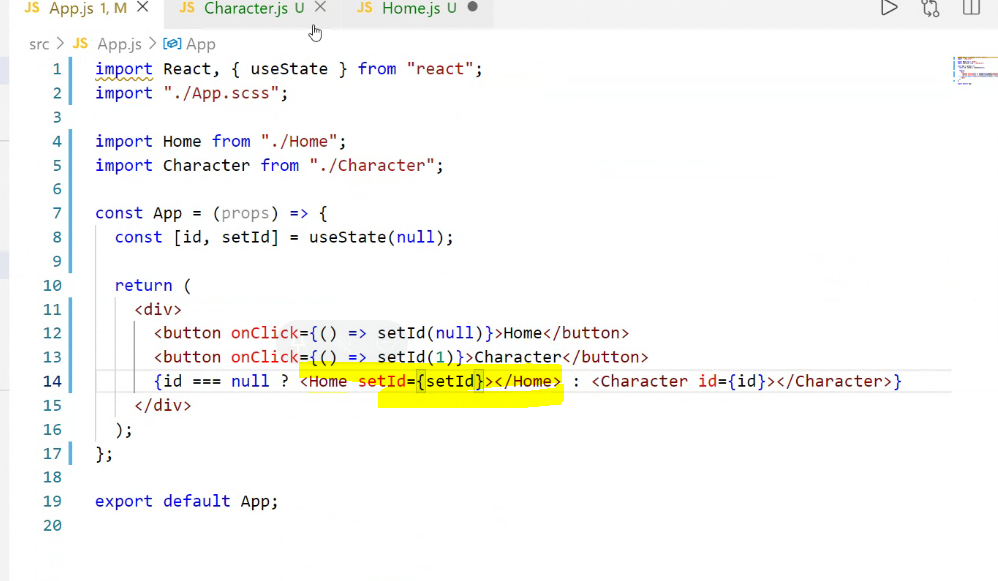 JS App.js 1, M JS Character.js U JS Home.js U
src > JS App.js > App
1 import React, { useState } from "react";
2 import "./App.scss";
3
4 import Home from "./Home";
5 import Character from "./Character";
6
7 const App = (props) => {
8 const [id, setId] = useState(null);
9
10 return (
11 <div>
12 <button onClick={() => setId(null)}>Home</button>
13 <button onClick={() => setId(1)}>Character</button>
14 {id === null ? <Home setId={setId}></Home> : <Character id={id}></Character>}
15 </div>
16 );
17 };
18
19 export default App;
20